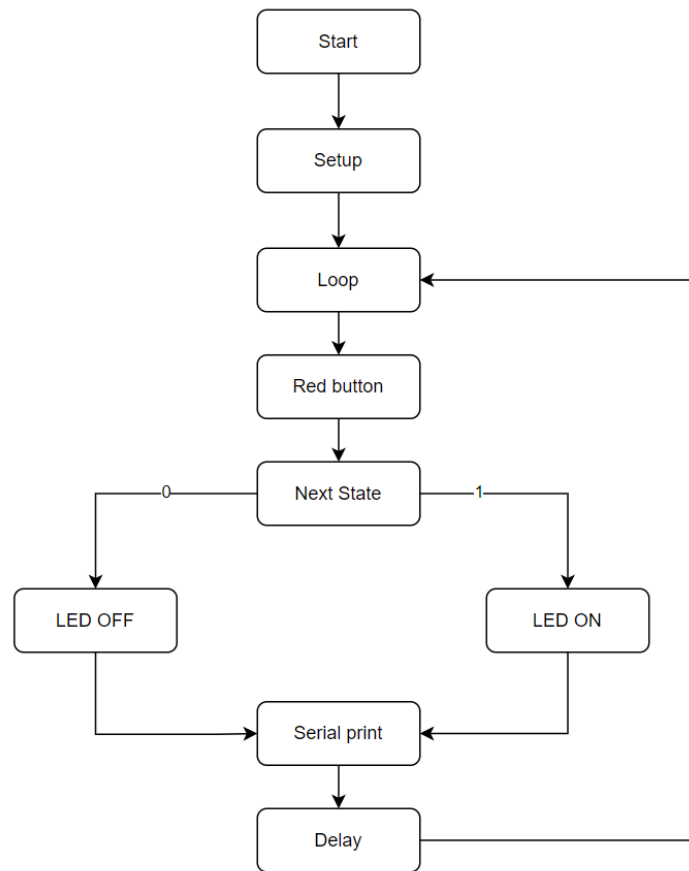 Start
Setup
Loop
Red button
Next State
0
1
LED OFF
LED ON
Serial print
Delay